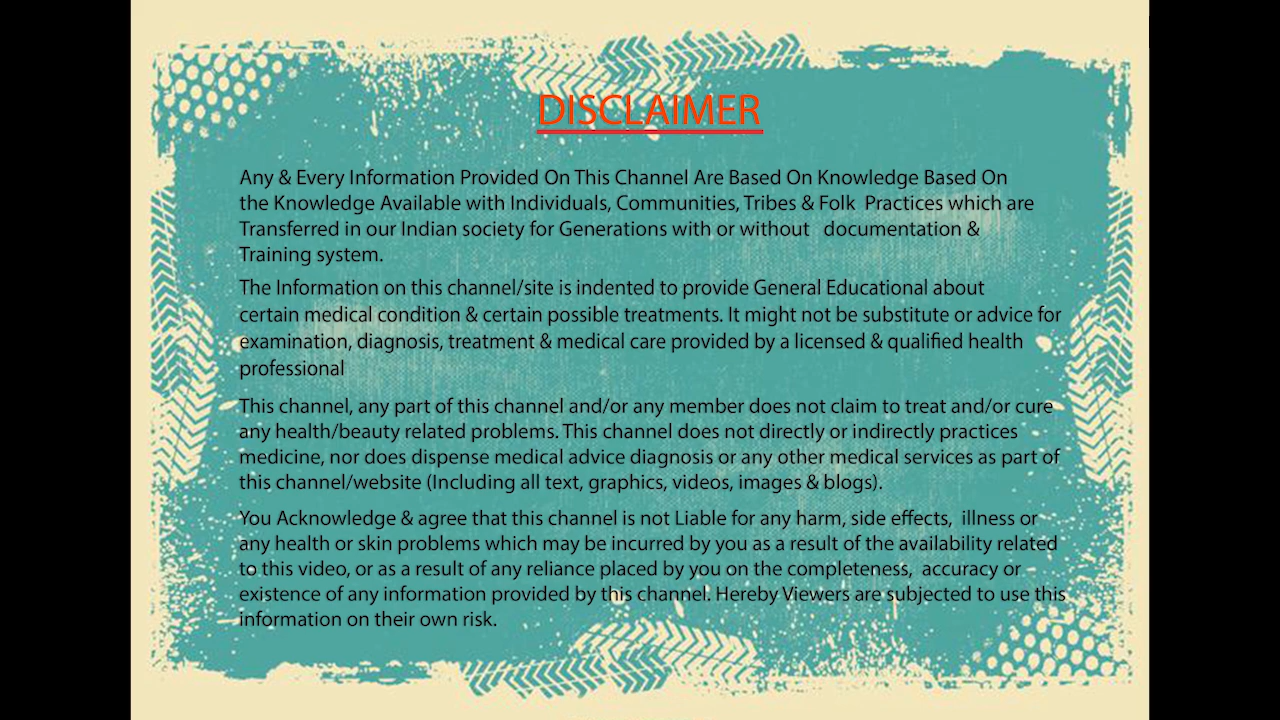 DISCLAIMER
Any & Every Information Provided On This Channel Are Based On Knowledge Based On
the Knowledge Available with Individuals, Communities, Tribes & Folk Practices which are
Transferred in our Indian society for Generations with or without documentation &
Training system.
The Information on this channel/site is indented to provide General Educational about
certain medical condition & certain possible treatments. It might not be substitute or advice for
examination, diagnosis, treatment & medical care provided by a licensed & qualified health
professional
This channel, any part of this channel and/or any member does not claim to treat and/or cure
any health/beauty related problems. This channel does not directly or indirectly practices
medicine, nor does dispense medical advice diagnosis or any other medical services as part of
this channel/website (Including all text, graphics, videos, images & blogs).
You Acknowledge & agree that this channel is not Liable for any harm, side effects, illness or
any health or skin problems which may be incurred by you as a result of the availability related
to this video, or as a result of any reliance placed by you on the completeness, accuracy or
existence of any information provided by this channel. Hereby Viewers are subjected to use this
information on their own risk.